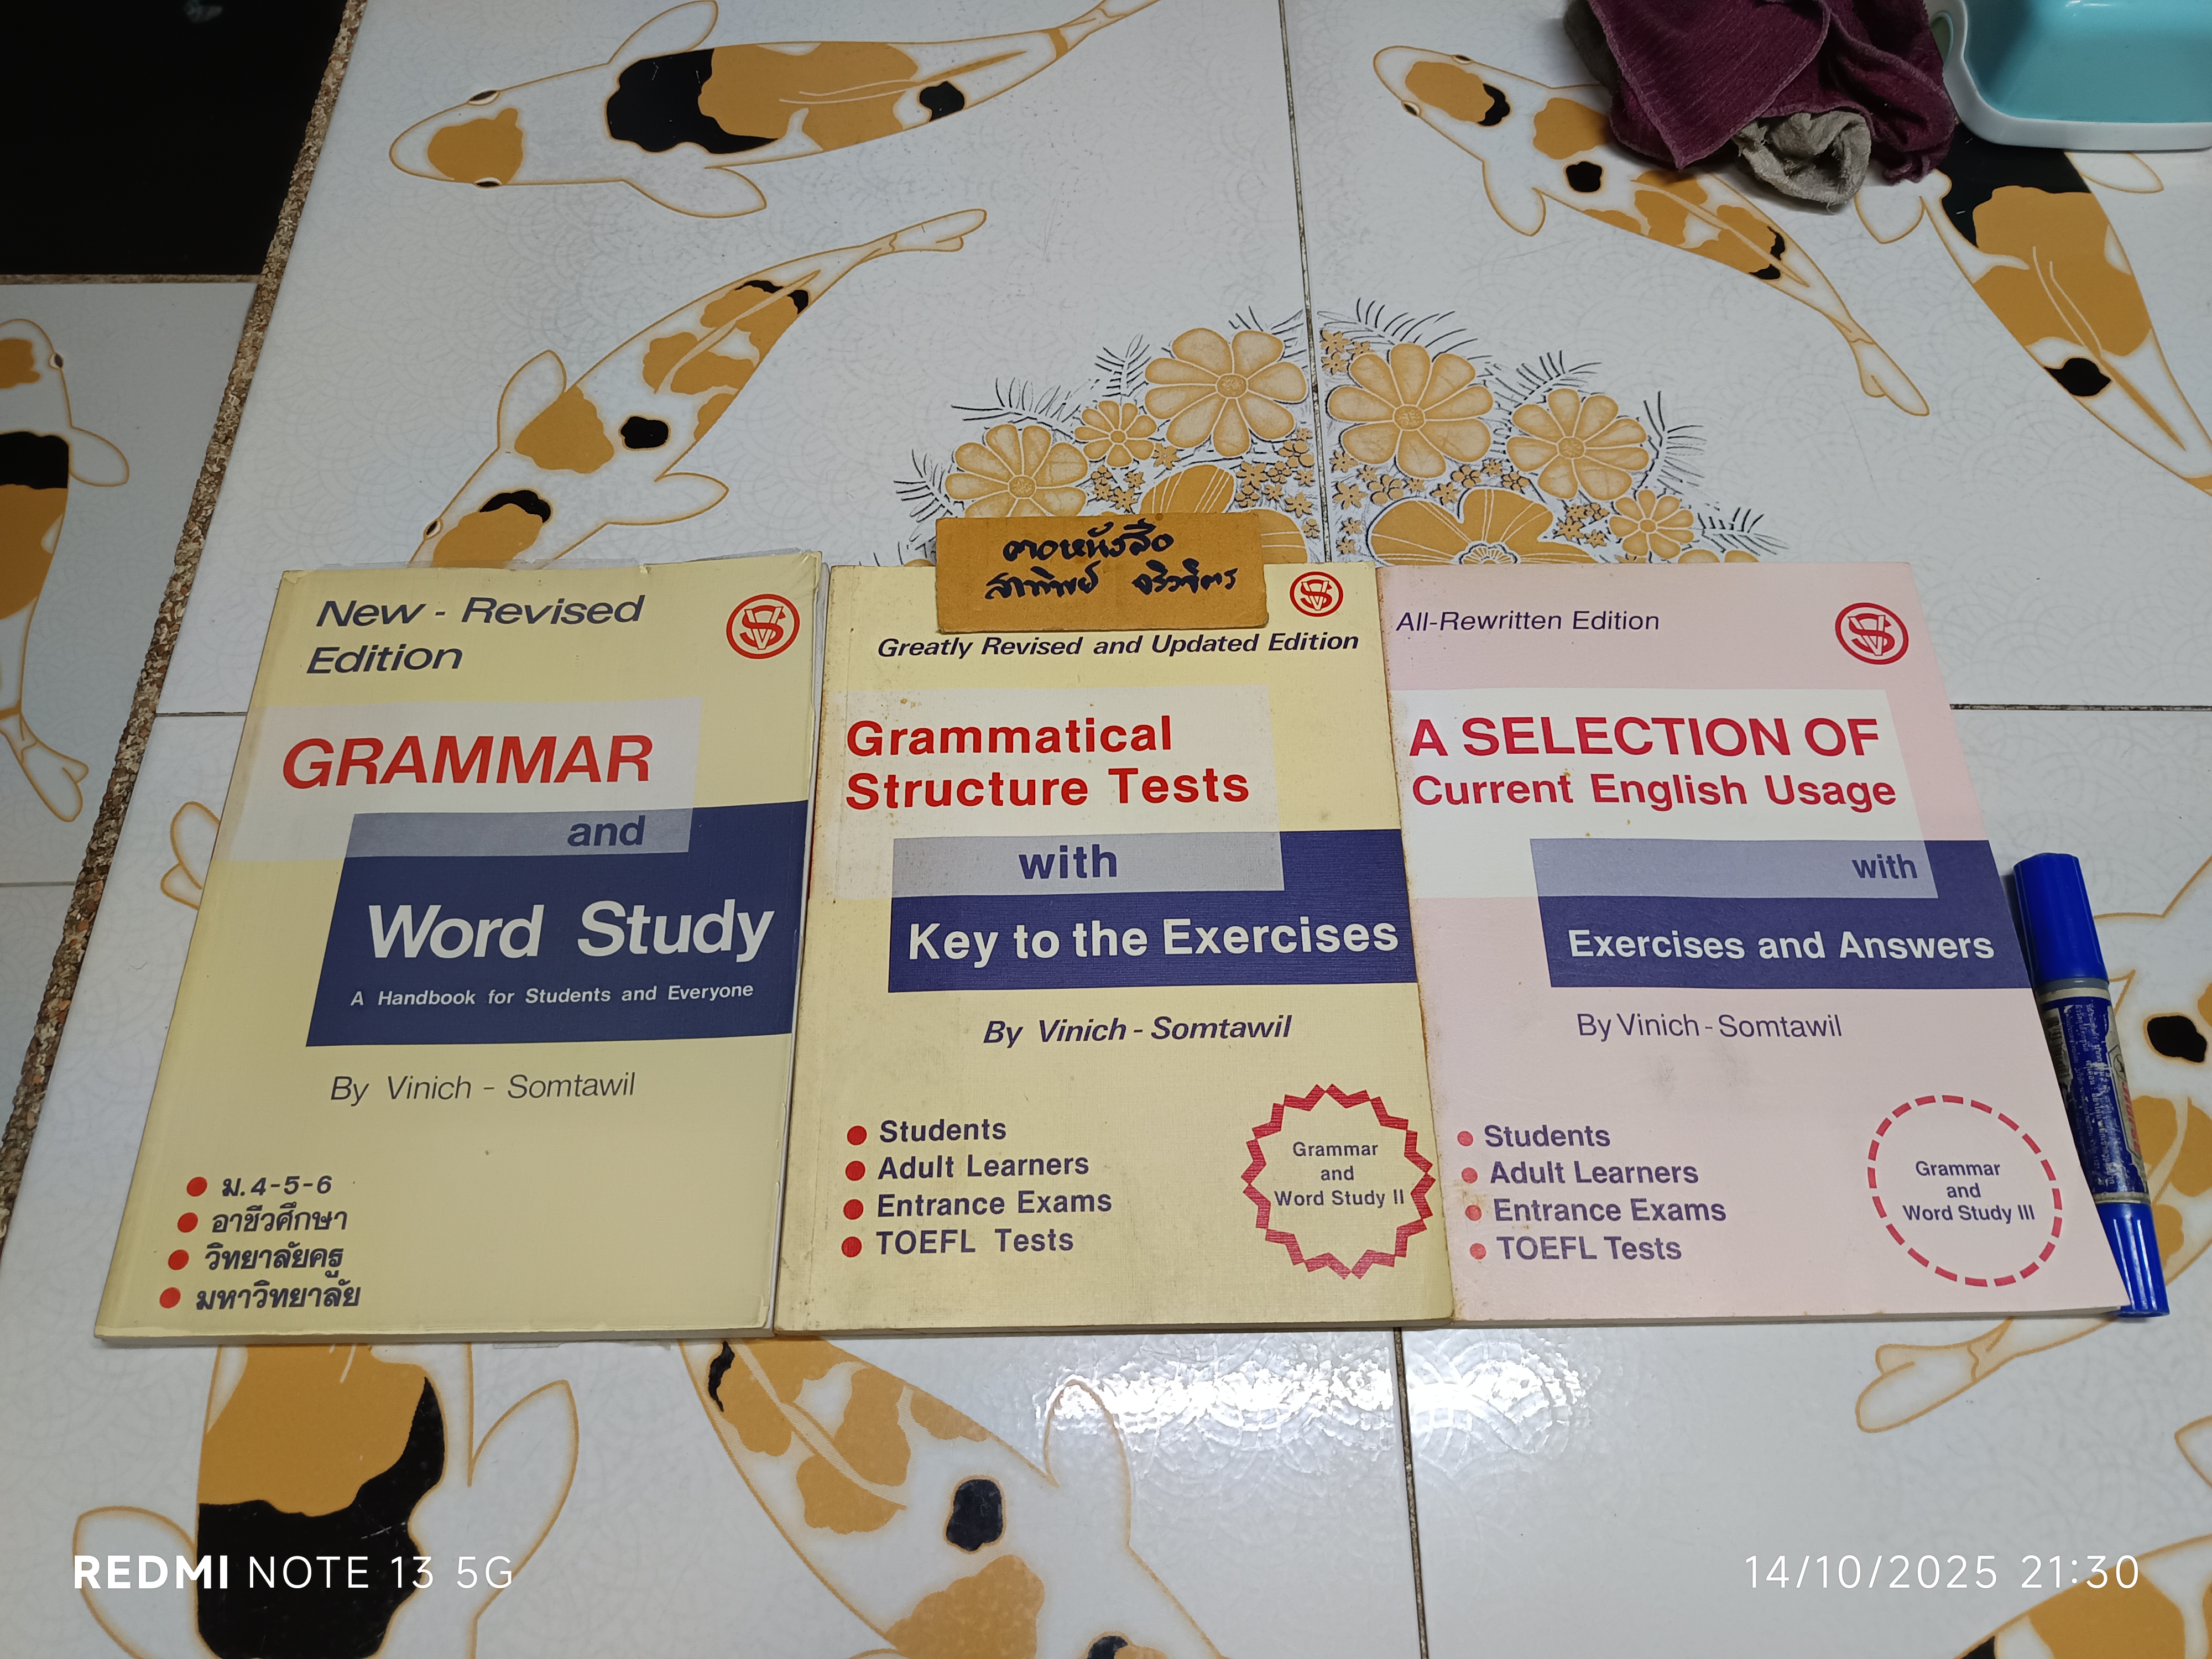 ตาอหนังสือ
สาทิพย์
New - Revised
Edition
GRAMMAR
and
Word Study
A Handbook for Students and Everyone
By Vinich - Somtawil
ม.4-5-6
อาชีวศึกษา
วิทยาลัยครู
มหาวิทยาลัย
Greatly Revised and Updated Edition
Grammatical
Structure Tests
with
Key to the Exercises
By Vinich - Somtawil
Students
Adult Learners
Entrance Exams
TOEFL Tests
Grammar
and
Word Study II
All-Rewritten Edition
A SELECTION OF
Current English Usage
with
Exercises and Answers
By Vinich - Somtawil
Students
Adult Learners
Entrance Exams
TOEFL Tests
Grammar
and
Word Study III
REDMI NOTE 13 5G
14/10/2025 21:30